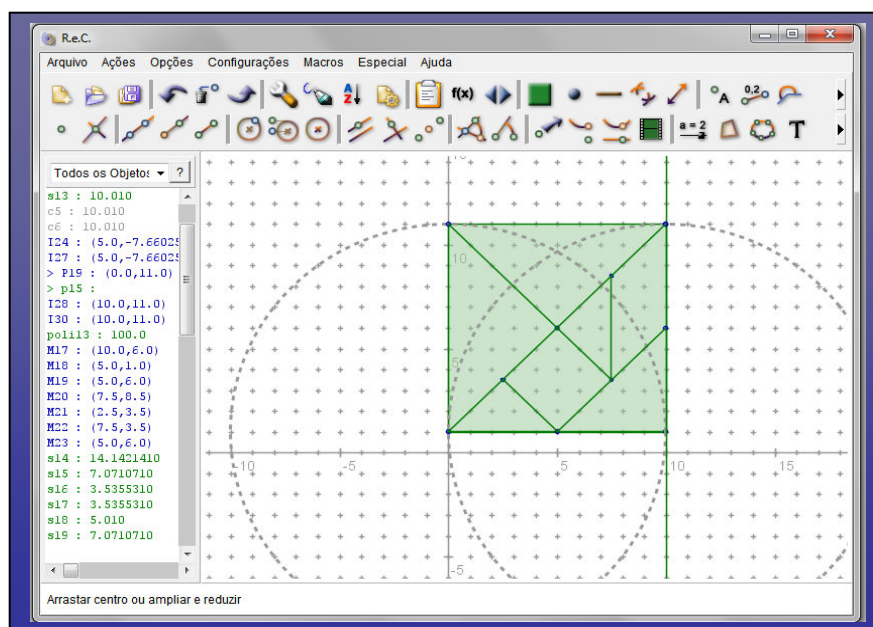 R.e.C.
Arquivo Ações Opções Configurações Macros Especial Ajuda
A Z f(x) A 0,2
a = 2 T
Todos os Objetos ?
s13 : 10.010
c5 : 10.010
c6 : 10.010
I24 : (5.0,-7.66025
I27 : (5.0,-7.66025
> P19 : (0.0,11.0)
> p15 :
I28 : (10.0,11.0)
I30 : (10.0,11.0)
poli13 : 100.0
M17 : (10.0,6.0)
M18 : (5.0,1.0)
M19 : (5.0,6.0)
M20 : (7.5,8.5)
M21 : (2.5,3.5)
M22 : (7.5,3.5)
M23 : (5.0,6.0)
s14 : 14.1421410
s15 : 7.0710710
s16 : 3.5355310
s17 : 3.5355310
s18 : 5.010
s19 : 7.0710710
10
5
-10 -5 5 10 15
-5
Arrastar centro ou ampliar e reduzir